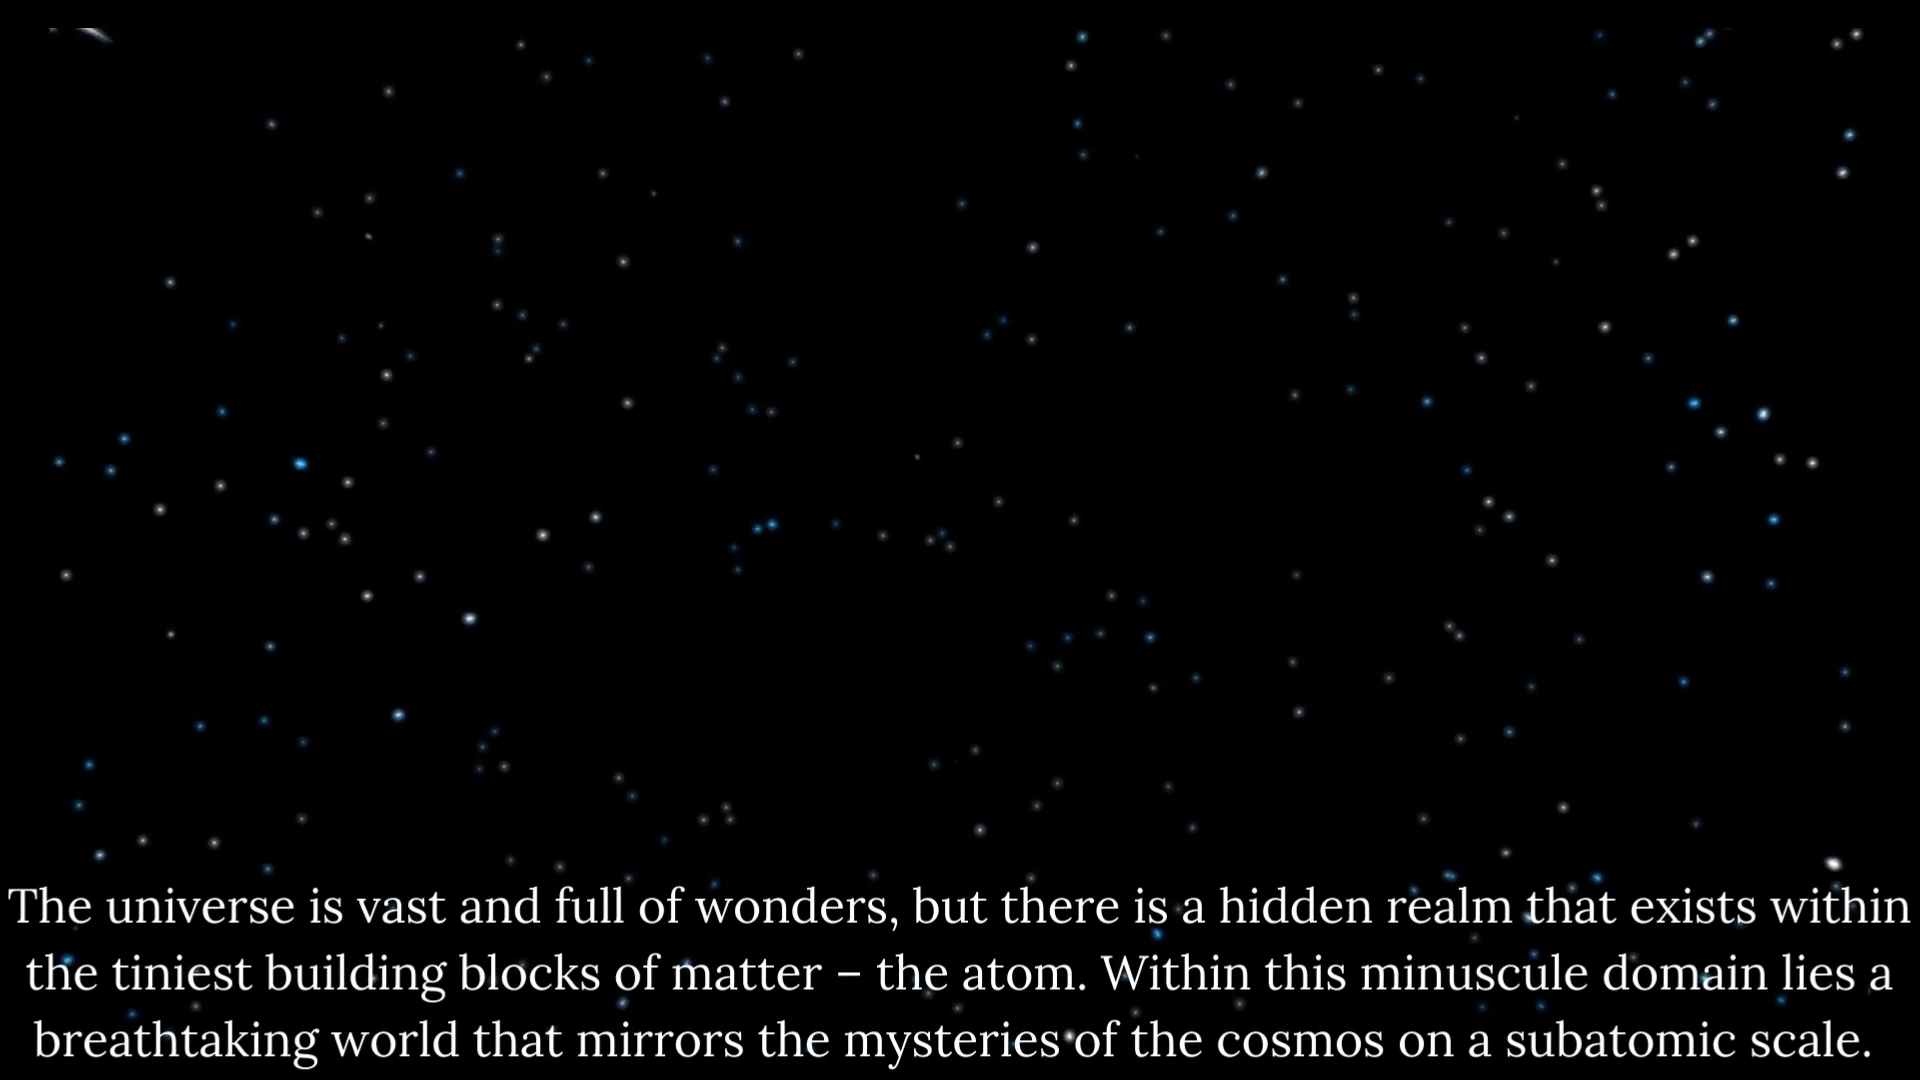 The universe is vast and full of wonders, but there is a hidden realm that exists within
the tiniest building blocks of matter – the atom. Within this minuscule domain lies a
breathtaking world that mirrors the mysteries of the cosmos on a subatomic scale.